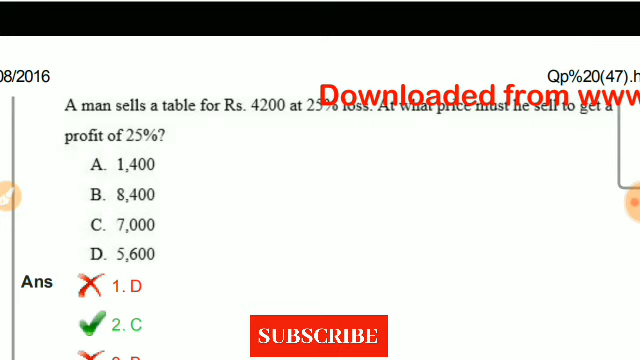 08/2016
Qp%20(47).h
Downloaded from www
A man sells a table for Rs. 4200 at 25% loss. At what price must he sell to get a
profit of 25%?
A. 1,400
B. 8,400
C. 7,000
D. 5,600
Ans
1. D
2. C
SUBSCRIBE